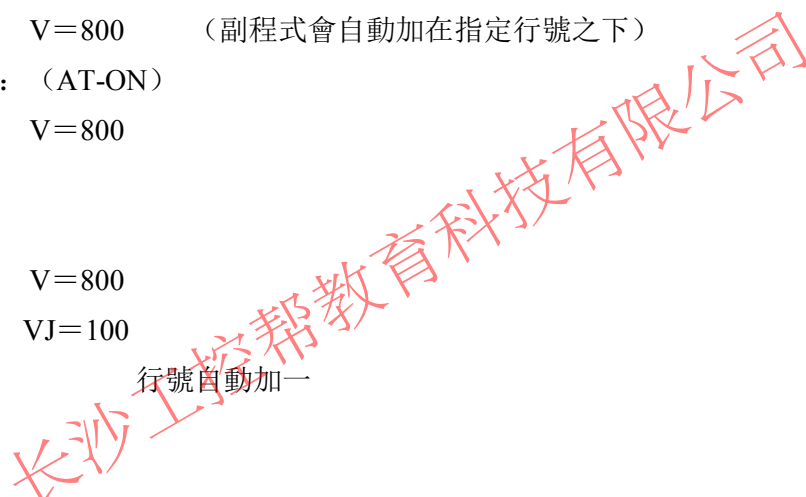 V＝800 （副程式會自動加在指定行號之下）
：（AT-ON）
V＝800
V＝800
VJ＝100
行號自動加一
长沙工控帮教育科技有限公司